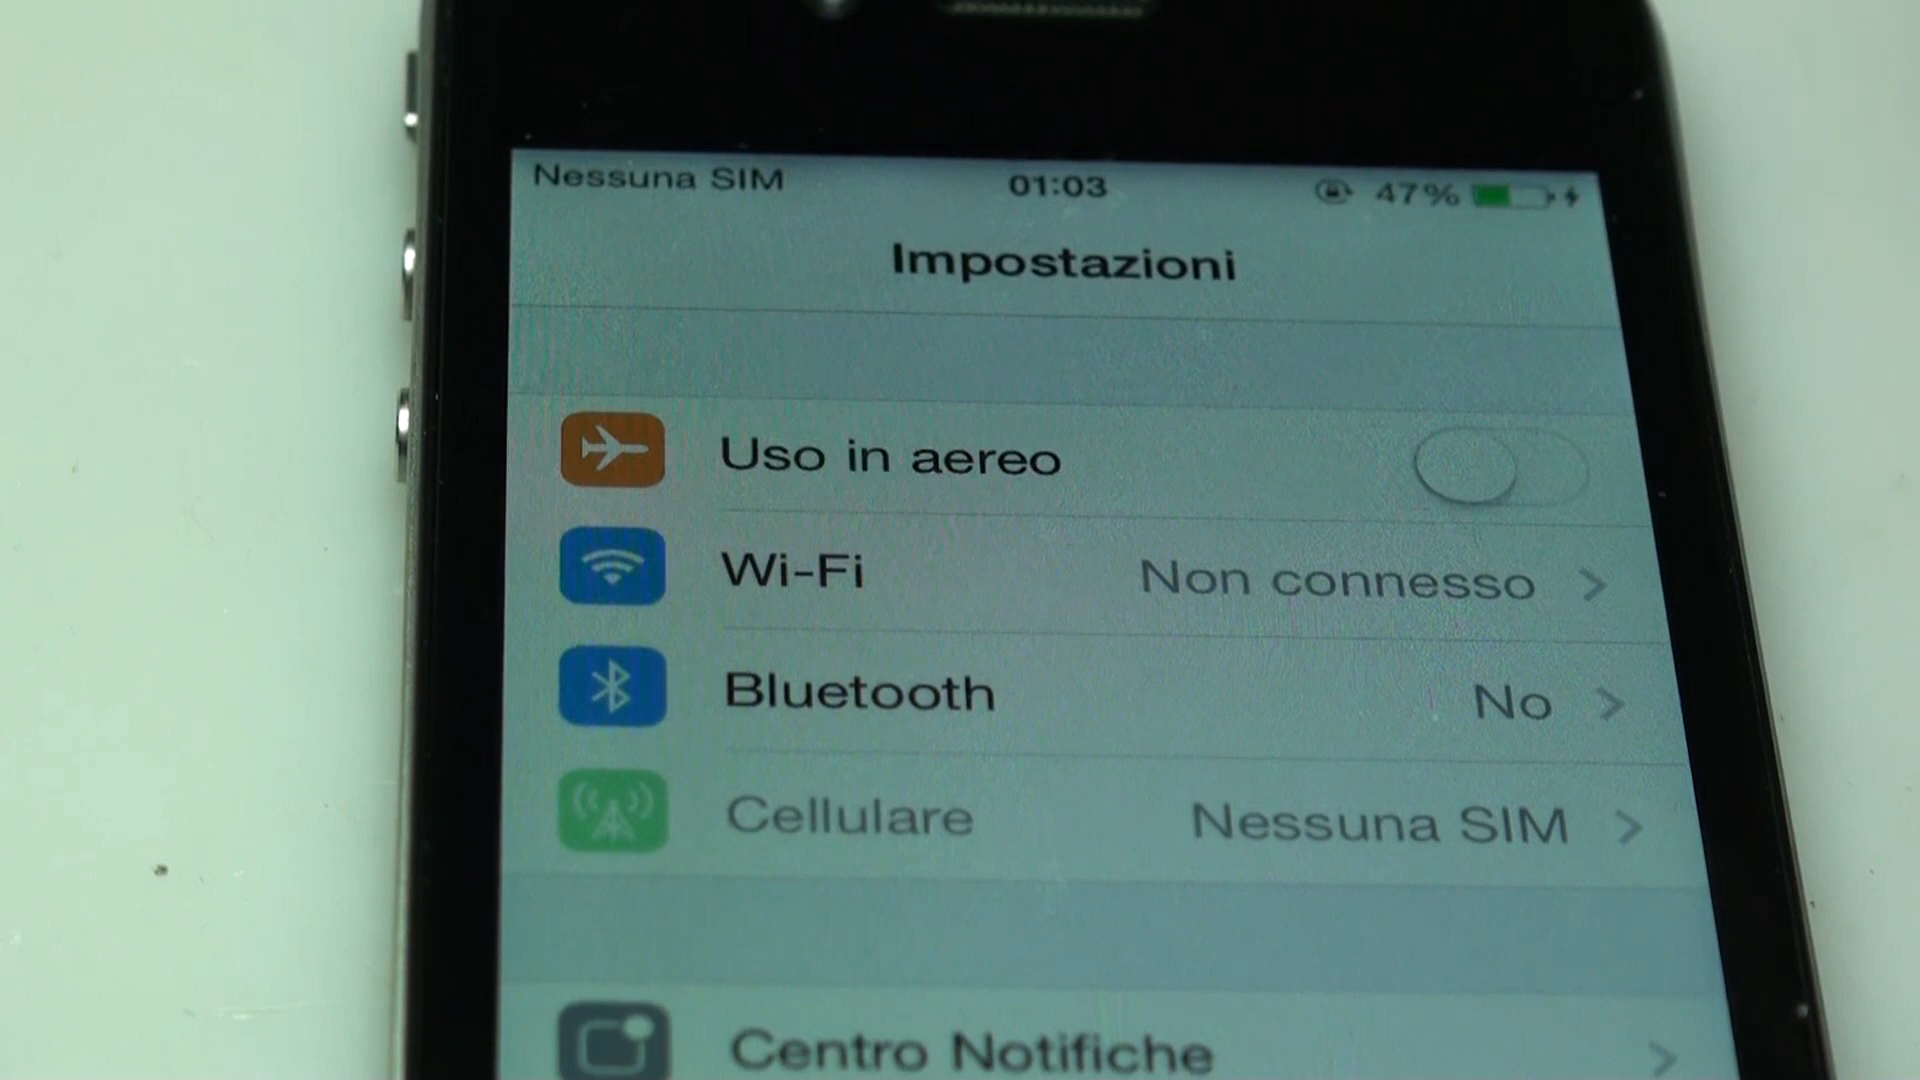 Nessuna SIM 01:03 47%
Impostazioni
Uso in aereo
Wi-Fi Non connesso
Bluetooth No
Cellulare Nessuna SIM
Centro Notifiche